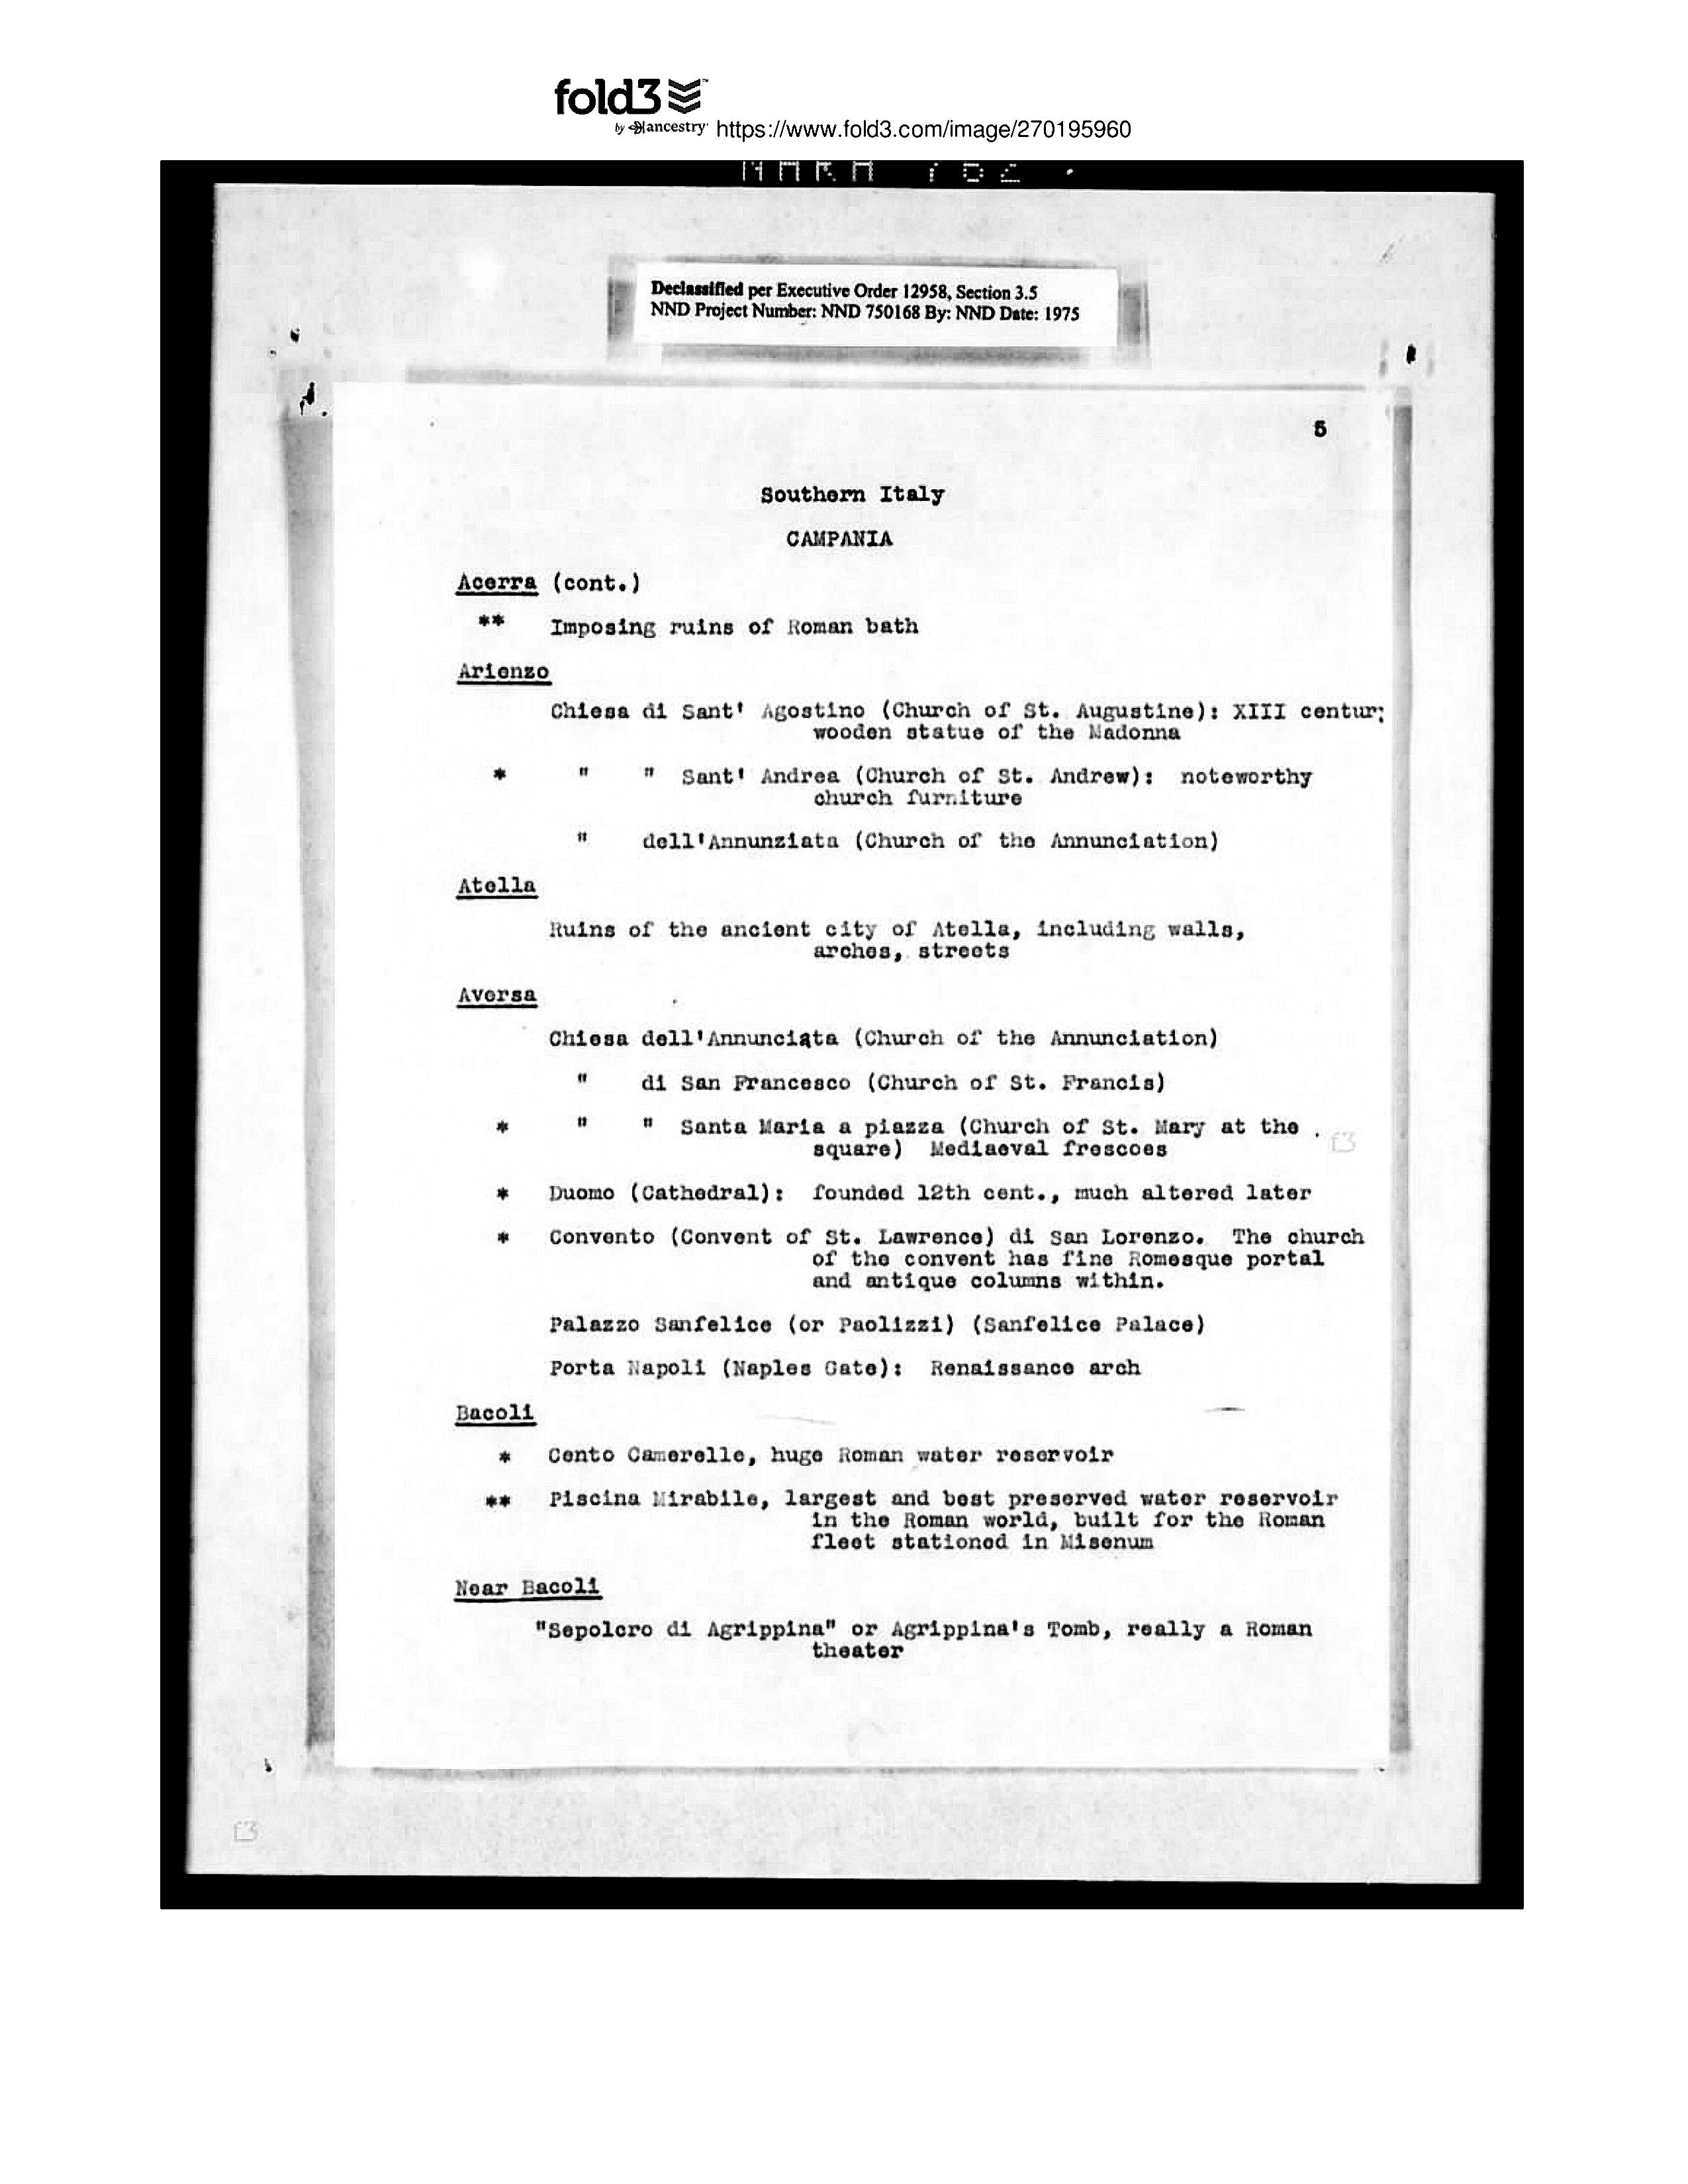 fold3
by ancestry https://www.fold3.com/image/270195960
Declassified per Executive Order 12958, Section 3.5
NND Project Number: NND 750168 By: NND Date: 1975
5
Southern Italy
CAMPANIA
Acerra (cont.)
** Imposing ruins of Roman bath
Arienzo
Chiesa di Sant' Agostino (Church of St. Augustine): XIII centur
wooden statue of the Madonna
* " " Sant' Andrea (Church of St. Andrew): noteworthy
church furniture
" dell'Annunziata (Church of the Annunciation)
Atella
Ruins of the ancient city of Atella, including walls,
arches, streets
Aversa
Chiesa dell'Annunciata (Church of the Annunciation)
" di San Francesco (Church of St. Francis)
* " " Santa Maria a piazza (Church of St. Mary at the
square) Mediaeval frescoes
* Duomo (Cathedral): founded 12th cent., much altered later
* Convento (Convent of St. Lawrence) di San Lorenzo. The church
of the convent has fine Romesque portal
and antique columns within.
Palazzo Sanfelice (or Paolizzi) (Sanfelice Palace)
Porta Napoli (Naples Gate): Renaissance arch
Bacoli
* Cento Camerelle, huge Roman water reservoir
** Piscina Mirabile, largest and best preserved water reservoir
in the Roman world, built for the Roman
fleet stationed in Misenum
Near Bacoli
"Sepolcro di Agrippina" or Agrippina's Tomb, really a Roman
theater
f3
f3